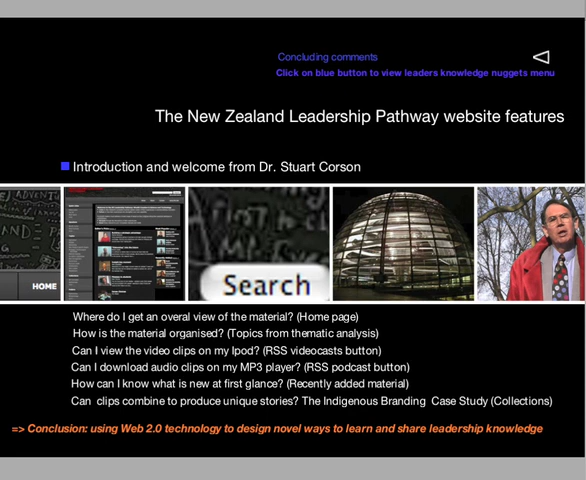 Concluding comments
Click on blue button to view leaders knowledge nuggets menu
The New Zealand Leadership Pathway website features
Introduction and welcome from Dr. Stuart Corson
HOME
Search
Where do I get an overal view of the material? (Home page)
How is the material organised? (Topics from thematic analysis)
Can I view the video clips on my Ipod? (RSS videocasts button)
Can I download audio clips on my MP3 player? (RSS podcast button)
How can I know what is new at first glance? (Recently added material)
Can clips combine to produce unique stories? The Indigenous Branding Case Study (Collections)
=> Conclusion: using Web 2.0 technology to design novel ways to learn and share leadership knowledge